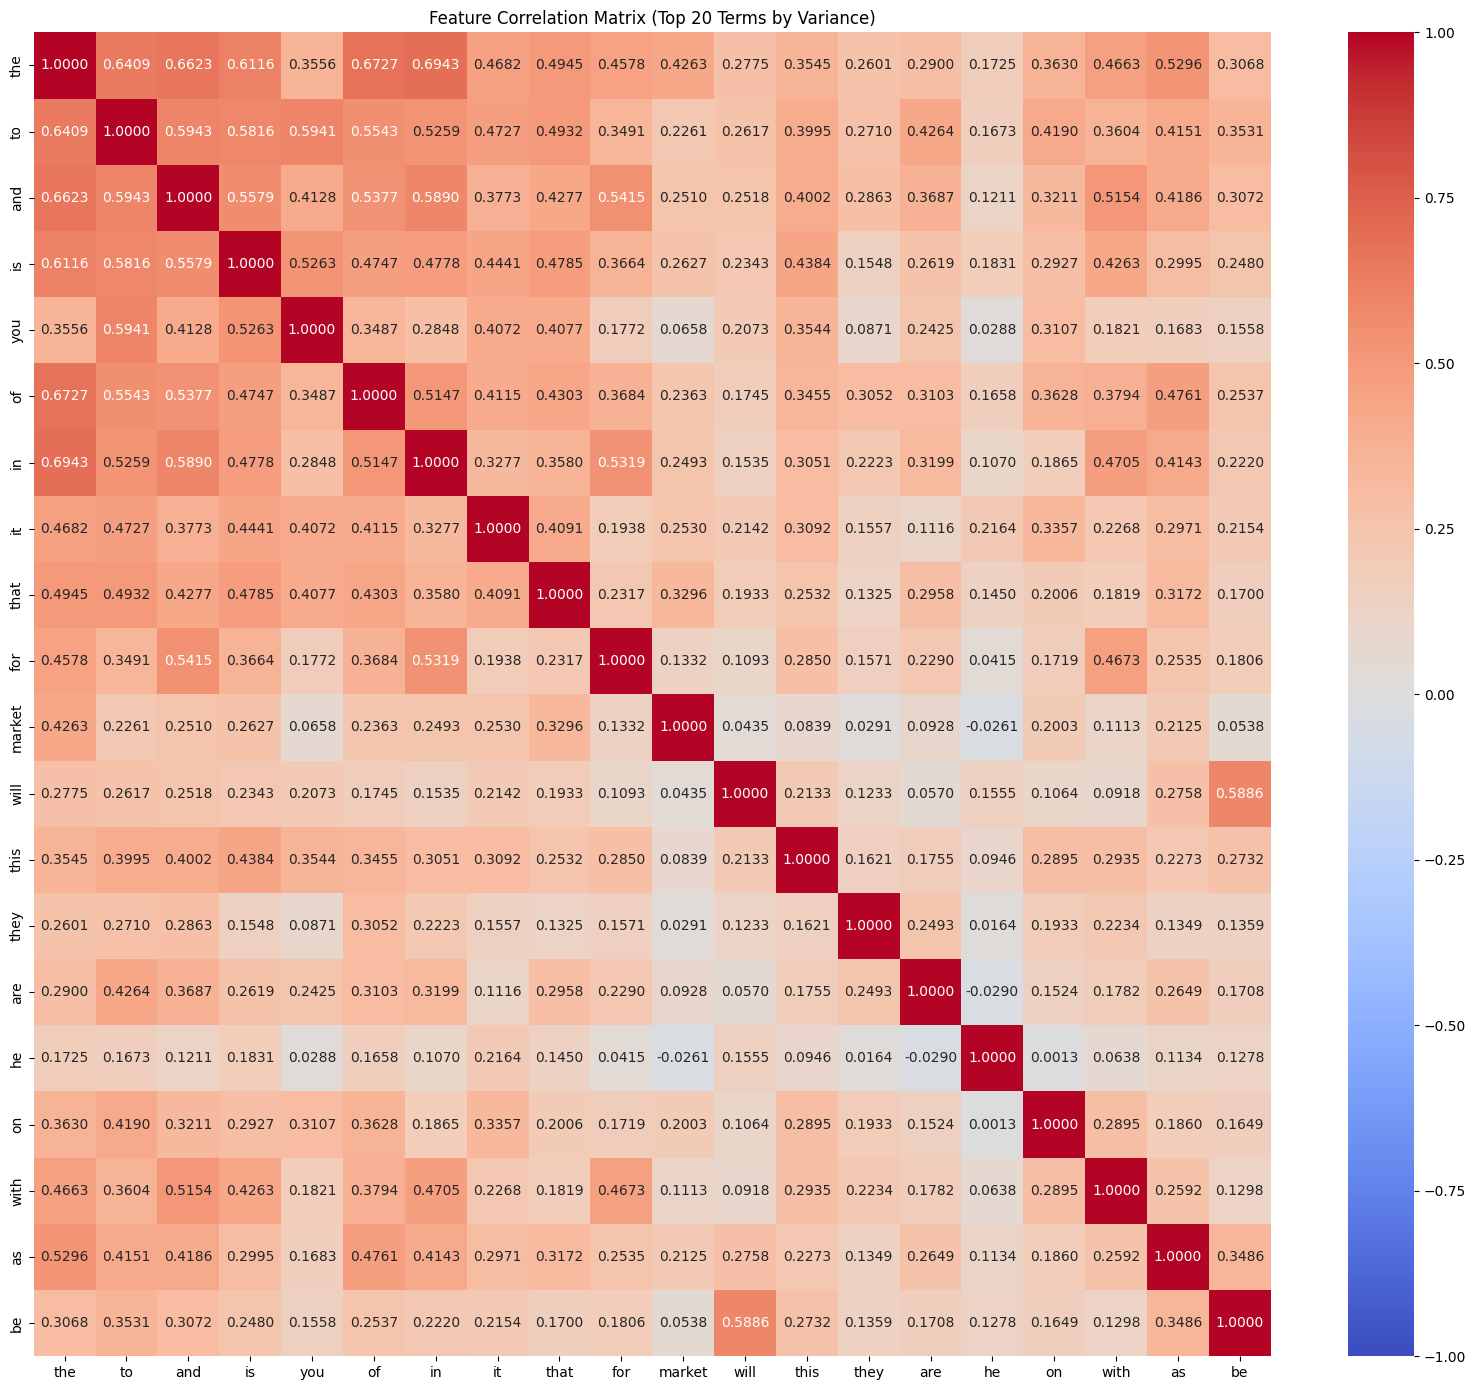 Feature Correlation Matrix (Top 20 Terms by Variance)
the 1.0000 0.6409 0.6623 0.6116 0.3556 0.6727 0.6943 0.4682 0.4945 0.4578 0.4263 0.2775 0.3545 0.2601 0.2900 0.1725 0.3630 0.4663 0.5296 0.3068
to 0.6409 1.0000 0.5943 0.5816 0.5941 0.5543 0.5259 0.4727 0.4932 0.3491 0.2261 0.2617 0.3995 0.2710 0.4264 0.1673 0.4190 0.3604 0.4151 0.3531
and 0.6623 0.5943 1.0000 0.5579 0.4128 0.5377 0.5890 0.3773 0.4277 0.5415 0.2510 0.2518 0.4002 0.2863 0.3687 0.1211 0.3211 0.5154 0.4186 0.3072
is 0.6116 0.5816 0.5579 1.0000 0.5263 0.4747 0.4778 0.4441 0.4785 0.3664 0.2627 0.2343 0.4384 0.1548 0.2619 0.1831 0.2927 0.4263 0.2995 0.2480
you 0.3556 0.5941 0.4128 0.5263 1.0000 0.3487 0.2848 0.4072 0.4077 0.1772 0.0658 0.2073 0.3544 0.0871 0.2425 0.0288 0.3107 0.1821 0.1683 0.1558
of 0.6727 0.5543 0.5377 0.4747 0.3487 1.0000 0.5147 0.4115 0.4303 0.3684 0.2363 0.1745 0.3455 0.3052 0.3103 0.1658 0.3628 0.3794 0.4761 0.2537
in 0.6943 0.5259 0.5890 0.4778 0.2848 0.5147 1.0000 0.3277 0.3580 0.5319 0.2493 0.1535 0.3051 0.2223 0.3199 0.1070 0.1865 0.4705 0.4143 0.2220
it 0.4682 0.4727 0.3773 0.4441 0.4072 0.4115 0.3277 1.0000 0.4091 0.1938 0.2530 0.2142 0.3092 0.1557 0.1116 0.2164 0.3357 0.2268 0.2971 0.2154
that 0.4945 0.4932 0.4277 0.4785 0.4077 0.4303 0.3580 0.4091 1.0000 0.2317 0.3296 0.1933 0.2532 0.1325 0.2958 0.1450 0.2006 0.1819 0.3172 0.1700
for 0.4578 0.3491 0.5415 0.3664 0.1772 0.3684 0.5319 0.1938 0.2317 1.0000 0.1332 0.1093 0.2850 0.1571 0.2290 0.0415 0.1719 0.4673 0.2535 0.1806
market 0.4263 0.2261 0.2510 0.2627 0.0658 0.2363 0.2493 0.2530 0.3296 0.1332 1.0000 0.0435 0.0839 0.0291 0.0928 -0.0261 0.2003 0.1113 0.2125 0.0538
will 0.2775 0.2617 0.2518 0.2343 0.2073 0.1745 0.1535 0.2142 0.1933 0.1093 0.0435 1.0000 0.2133 0.1233 0.0570 0.1555 0.1064 0.0918 0.2758 0.5886
this 0.3545 0.3995 0.4002 0.4384 0.3544 0.3455 0.3051 0.3092 0.2532 0.2850 0.0839 0.2133 1.0000 0.1621 0.1755 0.0946 0.2895 0.2935 0.2273 0.2732
they 0.2601 0.2710 0.2863 0.1548 0.0871 0.3052 0.2223 0.1557 0.1325 0.1571 0.0291 0.1233 0.1621 1.0000 0.2493 0.0164 0.1933 0.2234 0.1349 0.1359
are 0.2900 0.4264 0.3687 0.2619 0.2425 0.3103 0.3199 0.1116 0.2958 0.2290 0.0928 0.0570 0.1755 0.2493 1.0000 -0.0290 0.1524 0.1782 0.2649 0.1708
he 0.1725 0.1673 0.1211 0.1831 0.0288 0.1658 0.1070 0.2164 0.1450 0.0415 -0.0261 0.1555 0.0946 0.0164 -0.0290 1.0000 0.0013 0.0638 0.1134 0.1278
on 0.3630 0.4190 0.3211 0.2927 0.3107 0.3628 0.1865 0.3357 0.2006 0.1719 0.2003 0.1064 0.2895 0.1933 0.1524 0.0013 1.0000 0.2895 0.1860 0.1649
with 0.4663 0.3604 0.5154 0.4263 0.1821 0.3794 0.4705 0.2268 0.1819 0.4673 0.1113 0.0918 0.2935 0.2234 0.1782 0.0638 0.2895 1.0000 0.2592 0.1298
as 0.5296 0.4151 0.4186 0.2995 0.1683 0.4761 0.4143 0.2971 0.3172 0.2535 0.2125 0.2758 0.2273 0.1349 0.2649 0.1134 0.1860 0.2592 1.0000 0.3486
be 0.3068 0.3531 0.3072 0.2480 0.1558 0.2537 0.2220 0.2154 0.1700 0.1806 0.0538 0.5886 0.2732 0.1359 0.1708 0.1278 0.1649 0.1298 0.3486 1.0000
the to and is you of in it that for market will this they are he on with as be
1.00
0.75
0.50
0.25
0.00
−0.25
−0.50
−0.75
−1.00